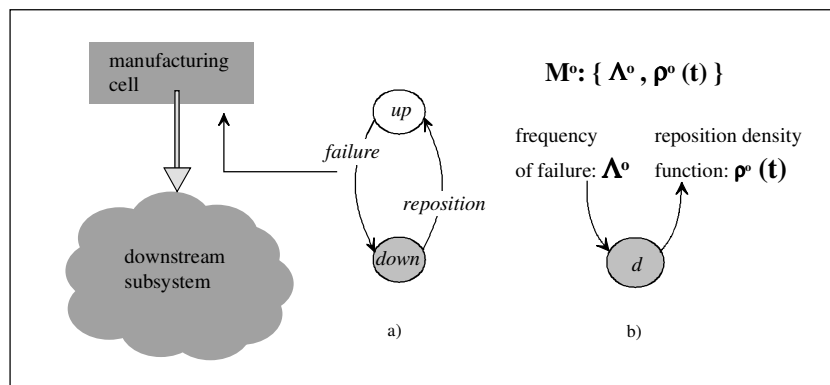 manufacturing
cell
downstream
subsystem
up
failure
reposition
down
a)
Mº: { Λº , ρº (t) }
frequency
of failure: Λº
reposition density
function: ρº (t)
d
b)